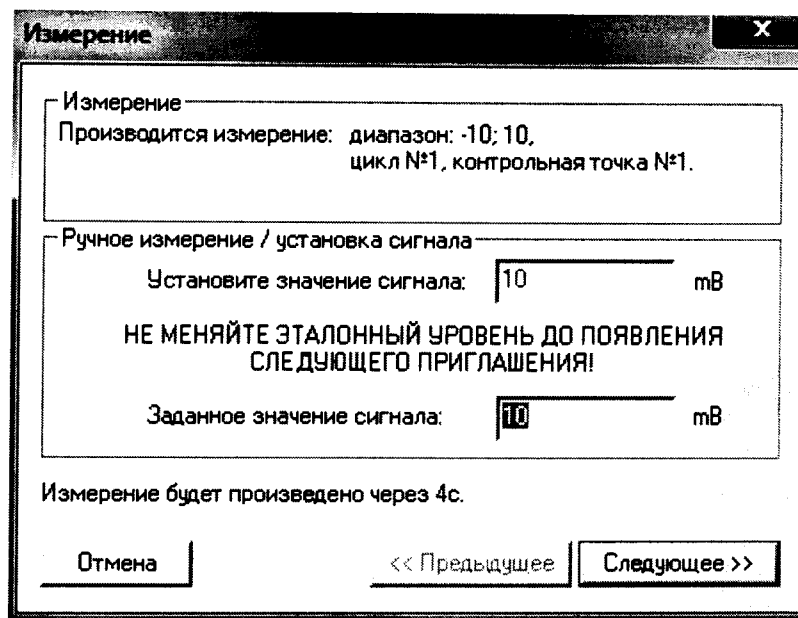 Измерение
X
Измерение
Производится измерение: диапазон: -10; 10,
цикл №1, контрольная точка №1.
Ручное измерение / установка сигнала
Установите значение сигнала: 10 mB
НЕ МЕНЯЙТЕ ЭТАЛОННЫЙ УРОВЕНЬ ДО ПОЯВЛЕНИЯ
СЛЕДУЮЩЕГО ПРИГЛАШЕНИЯ!
Заданное значение сигнала: 10 mB
Измерение будет произведено через 4с.
Отмена << Предыдущее Следующее >>